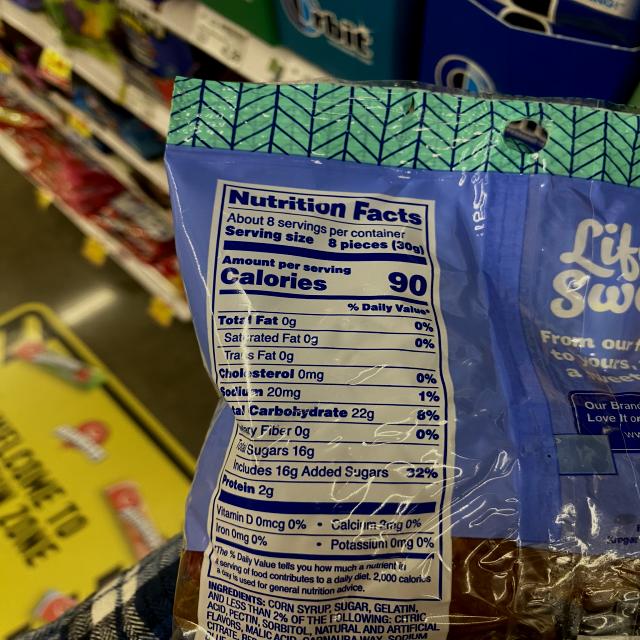 Orbit
Nutrition Facts
About 8 servings per container
Serving size 8 pieces (30g)
Amount per serving
Calories 90
% Daily Value*
Total Fat 0g 0%
Saturated Fat 0g 0%
Trans Fat 0g
Cholesterol 0mg 0%
Sodium 20mg 1%
tal Carbohydrate 22g 8%
ary Fiber 0g 0%
Sugars 16g
Includes 16g Added Sugars 32%
Protein 2g
Vitamin D 0mcg 0% • Calcium 2mg 0%
Iron 0mg 0% • Potassium 0mg 0%
*The % Daily Value tells you how much a nutrient in
a serving of food contributes to a daily diet. 2,000 calories
a day is used for general nutrition advice.
INGREDIENTS: CORN SYRUP, SUGAR, GELATIN,
AND LESS THAN 2% OF THE FOLLOWING: CITRIC
ACID, PECTIN, SORBITOL, NATURAL AND ARTIFICIAL
FLAVORS, MALIC ACID, CARNAUBA WAX, SODIUM
Life
Swe
From our f
to yours,
a swee
Our Bran
Love It or
WELCOME TO
ZONE